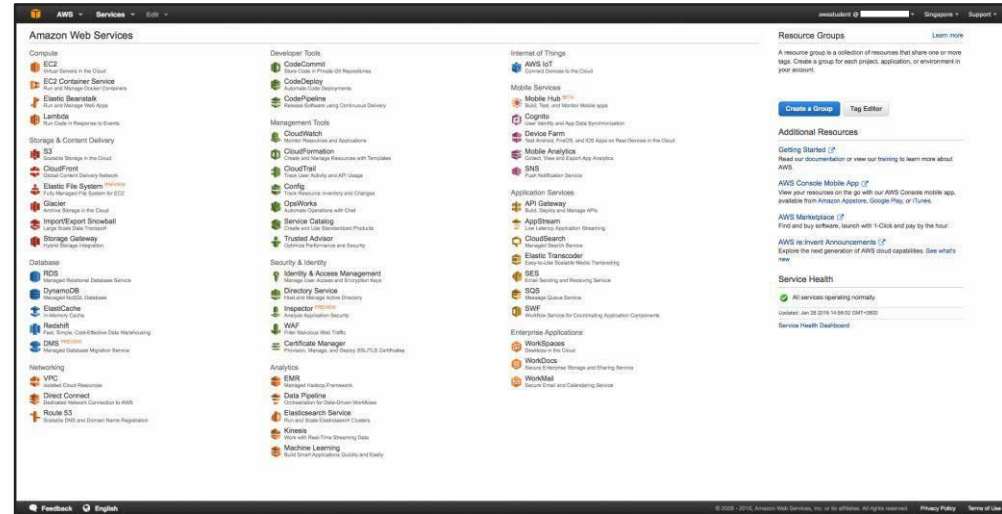 AWS Services Edit awsstudent @ Singapore Support
Amazon Web Services
Compute
EC2
Virtual Servers in the Cloud
EC2 Container Service
Run and Manage Docker Containers
Elastic Beanstalk
Run and Manage Web Apps
Lambda
Run Code in Response to Events
Storage & Content Delivery
S3
Scalable Storage in the Cloud
CloudFront
Global Content Delivery Network
Elastic File System PREVIEW
Fully Managed File System for EC2
Glacier
Archive Storage in the Cloud
Import/Export Snowball
Large Scale Data Transport
Storage Gateway
Hybrid Storage Integration
Database
RDS
Managed Relational Database Service
DynamoDB
Managed NoSQL Database
ElastiCache
In-Memory Cache
Redshift
Fast, Simple, Cost-Effective Data Warehousing
DMS PREVIEW
Managed Database Migration Service
Networking
VPC
Isolated Cloud Resources
Direct Connect
Dedicated Network Connection to AWS
Route 53
Scalable DNS and Domain Name Registration
Developer Tools
CodeCommit
Store Code in Private Git Repositories
CodeDeploy
Automate Code Deployments
CodePipeline
Release Software using Continuous Delivery
Management Tools
CloudWatch
Monitor Resources and Applications
CloudFormation
Create and Manage Resources with Templates
CloudTrail
Track User Activity and API Usage
Config
Track Resource Inventory and Changes
OpsWorks
Automate Operations with Chef
Service Catalog
Create and Use Standardized Products
Trusted Advisor
Optimize Performance and Security
Security & Identity
Identity & Access Management
Manage User Access and Encryption Keys
Directory Service
Host and Manage Active Directory
Inspector PREVIEW
Analyze Application Security
WAF
Filter Malicious Web Traffic
Certificate Manager
Provision, Manage, and Deploy SSL/TLS Certificates
Analytics
EMR
Managed Hadoop Framework
Data Pipeline
Orchestration for Data-Driven Workflows
Elasticsearch Service
Run and Scale Elasticsearch Clusters
Kinesis
Work with Real-Time Streaming Data
Machine Learning
Build Smart Applications Quickly and Easily
Internet of Things
AWS IoT
Connect Devices to the Cloud
Mobile Services
Mobile Hub BETA
Build, Test, and Monitor Mobile apps
Cognito
User Identity and App Data Synchronization
Device Farm
Test Android, FireOS, and iOS Apps on Real Devices in the Cloud
Mobile Analytics
Collect, View and Export App Analytics
SNS
Push Notification Service
Application Services
API Gateway
Build, Deploy and Manage APIs
AppStream
Low Latency Application Streaming
CloudSearch
Managed Search Service
Elastic Transcoder
Easy-to-Use Scalable Media Transcoding
SES
Email Sending and Receiving Service
SQS
Message Queue Service
SWF
Workflow Service for Coordinating Application Components
Enterprise Applications
WorkSpaces
Desktops in the Cloud
WorkDocs
Secure Enterprise Storage and Sharing Service
WorkMail
Secure Email and Calendaring Service
Resource Groups Learn more
A resource group is a collection of resources that share one or more
tags. Create a group for each project, application, or environment in
your account.
Create a Group Tag Editor
Additional Resources
Getting Started
Read our documentation or view our training to learn more about
AWS.
AWS Console Mobile App
View your resources on the go with our AWS Console mobile app,
available from Amazon Appstore, Google Play, or iTunes.
AWS Marketplace
Find and buy software, launch with 1-Click and pay by the hour.
AWS re:Invent Announcements
Explore the next generation of AWS cloud capabilities. See what's
new
Service Health
All services operating normally.
Updated: Jan 28 2016 14:56:02 GMT+0800
Service Health Dashboard
Feedback English © 2008 - 2016, Amazon Web Services, Inc. or its affiliates. All rights reserved. Privacy Policy Terms of Use